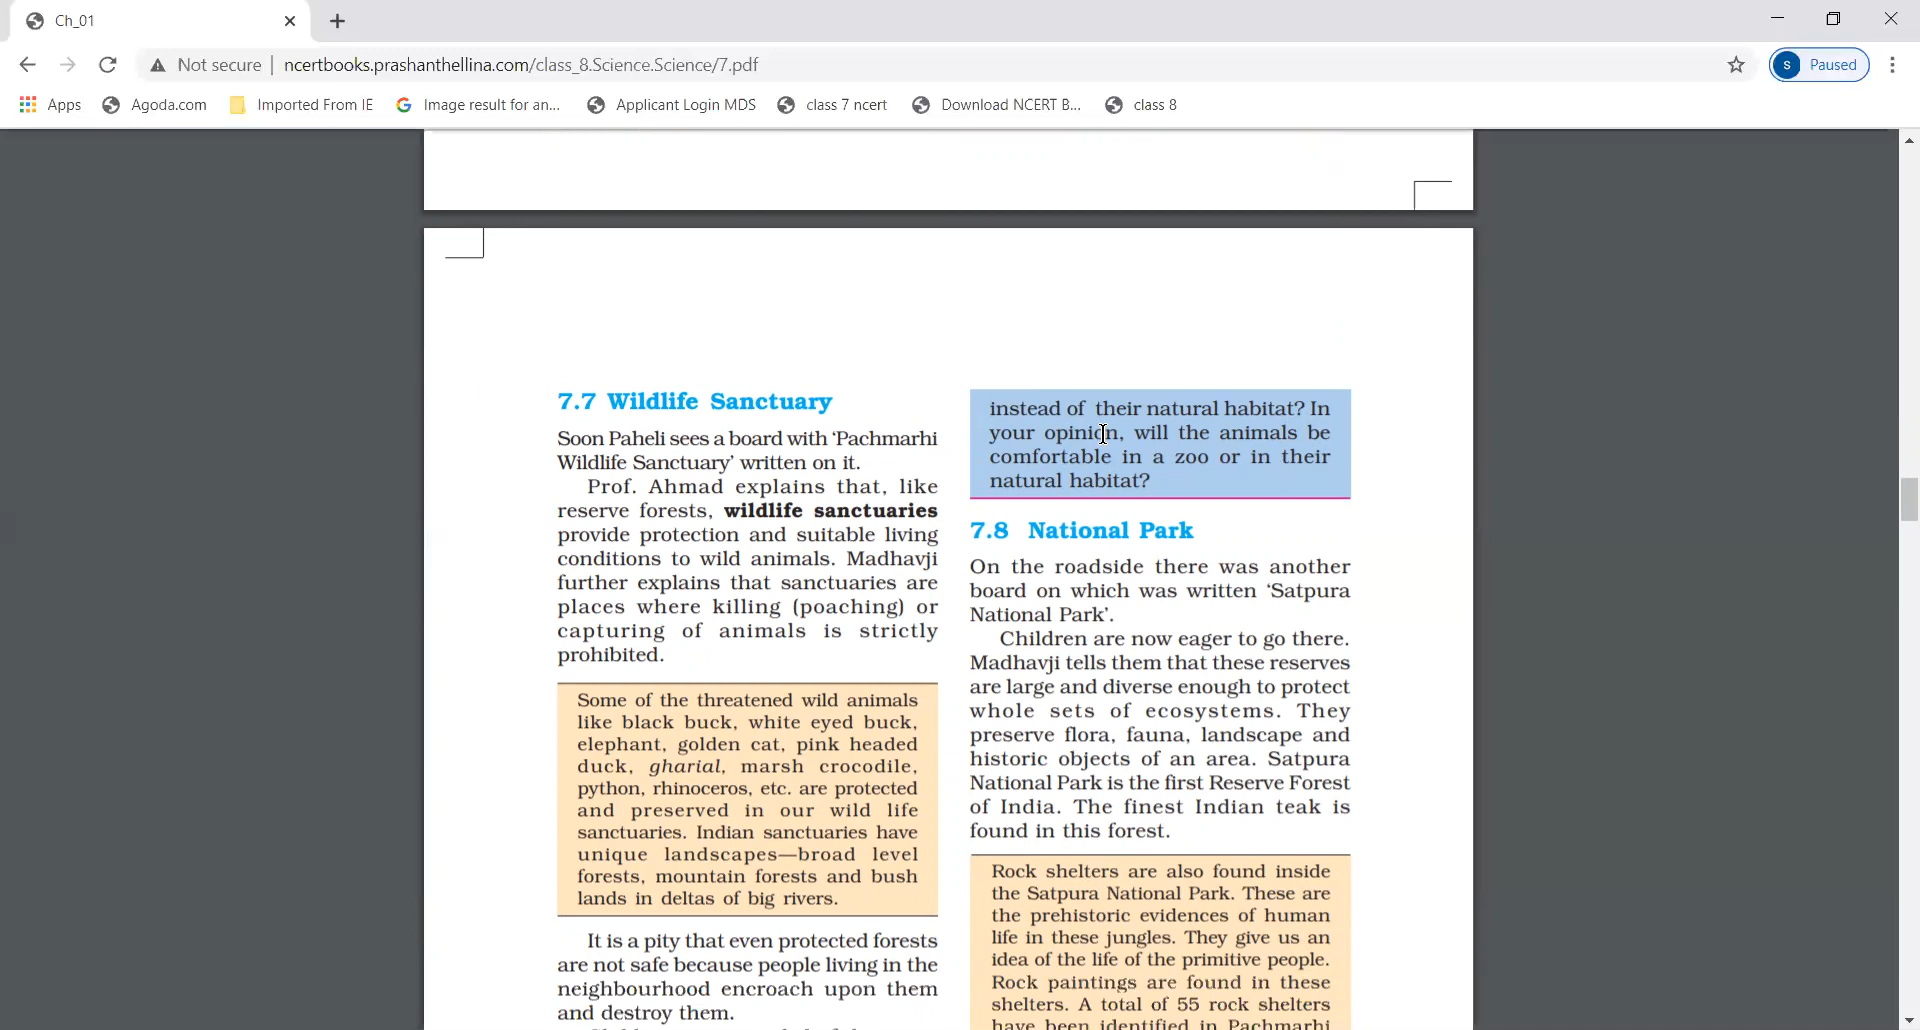 Ch_01
Not secure
ncertbooks.prashanthellina.com/class_8.Science.Science/7.pdf
S
Paused
Apps
Agoda.com
Imported From IE
Image result for an...
Applicant Login MDS
class 7 ncert
Download NCERT B...
class 8
7.7 Wildlife Sanctuary
Soon Paheli sees a board with ‘Pachmarhi
Wildlife Sanctuary’ written on it.
Prof. Ahmad explains that, like
reserve forests, wildlife sanctuaries
provide protection and suitable living
conditions to wild animals. Madhavji
further explains that sanctuaries are
places where killing (poaching) or
capturing of animals is strictly
prohibited.
Some of the threatened wild animals
like black buck, white eyed buck,
elephant, golden cat, pink headed
duck, gharial, marsh crocodile,
python, rhinoceros, etc. are protected
and preserved in our wild life
sanctuaries. Indian sanctuaries have
unique landscapes—broad level
forests, mountain forests and bush
lands in deltas of big rivers.
It is a pity that even protected forests
are not safe because people living in the
neighbourhood encroach upon them
and destroy them.
instead of their natural habitat? In
your opinion, will the animals be
comfortable in a zoo or in their
natural habitat?
7.8 National Park
On the roadside there was another
board on which was written ‘Satpura
National Park’.
Children are now eager to go there.
Madhavji tells them that these reserves
are large and diverse enough to protect
whole sets of ecosystems. They
preserve flora, fauna, landscape and
historic objects of an area. Satpura
National Park is the first Reserve Forest
of India. The finest Indian teak is
found in this forest.
Rock shelters are also found inside
the Satpura National Park. These are
the prehistoric evidences of human
life in these jungles. They give us an
idea of the life of the primitive people.
Rock paintings are found in these
shelters. A total of 55 rock shelters
have been identified in Pachmarhi